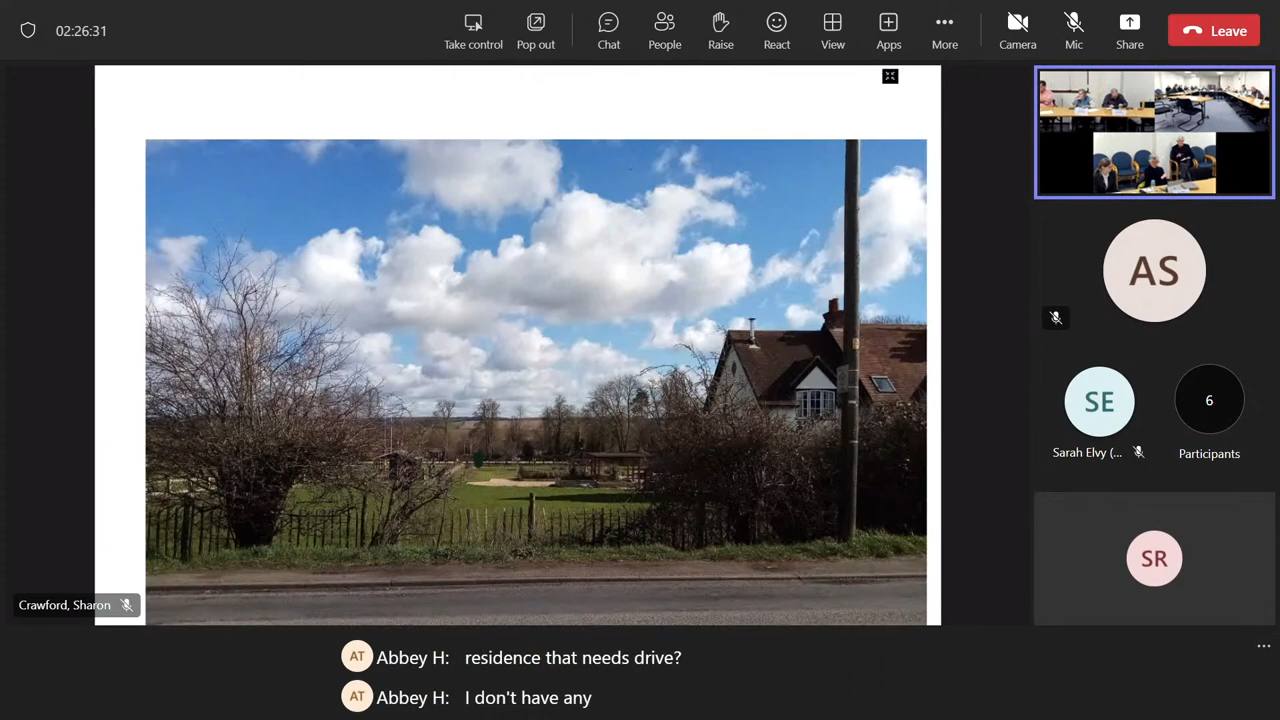 02:26:31
Take control
Pop out
Chat
People
Raise
React
View
Apps
More
Camera
Mic
Share
Leave
AS
SE
6
Sarah Elvy (...
Participants
SR
Crawford, Sharon
AT Abbey H: residence that needs drive?
AT Abbey H: I don't have any